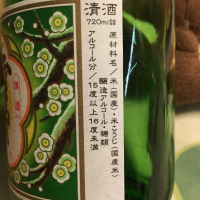 清酒
720ml詰
原材料名／米（国産）・米こうじ（国産米）
醸造アルコール・糖類
アルコール分／15度以上16度未満